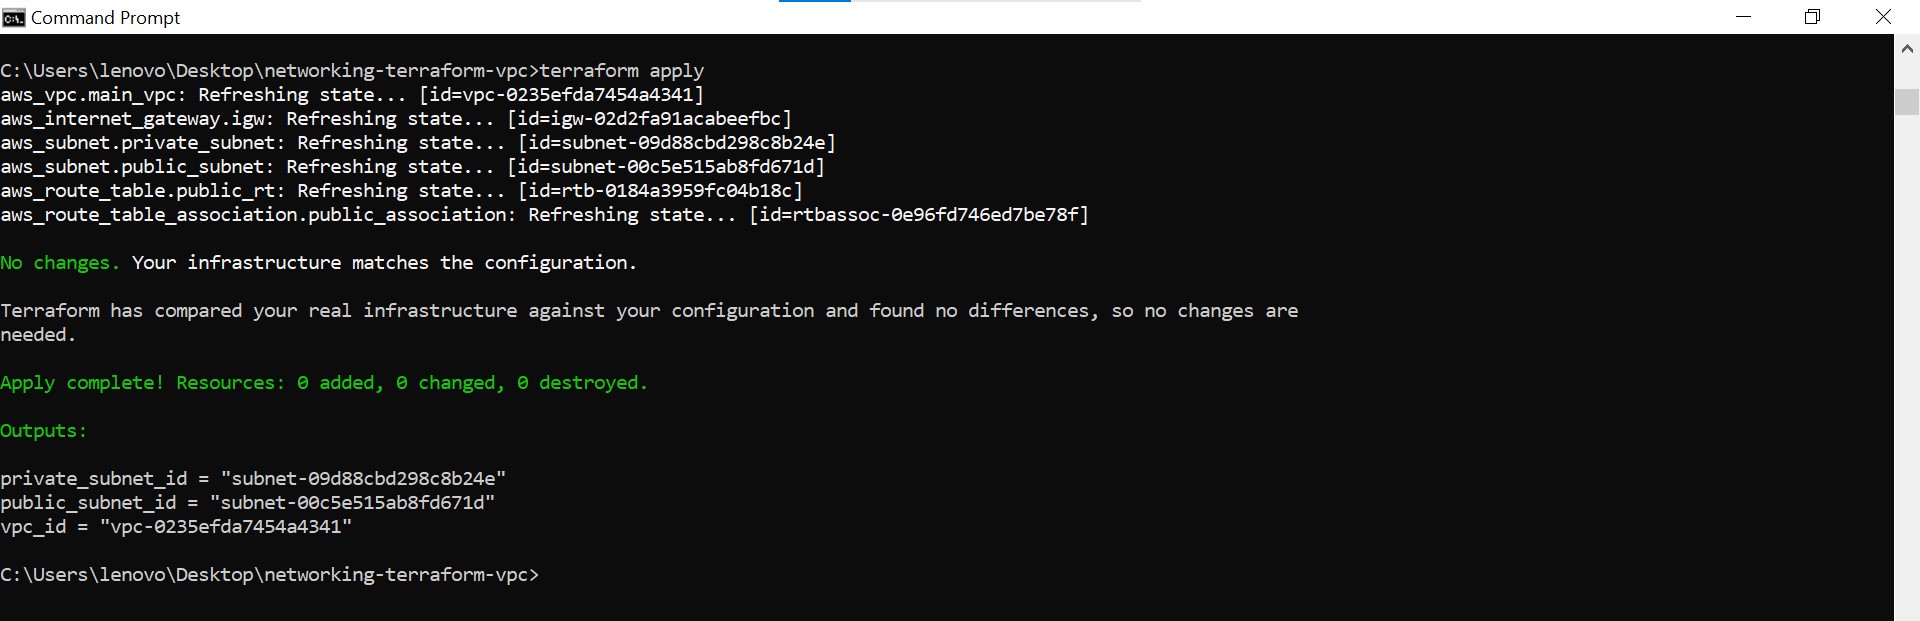 Command Prompt
C:\Users\lenovo\Desktop\networking-terraform-vpc>terraform apply
aws_vpc.main_vpc: Refreshing state... [id=vpc-0235efda7454a4341]
aws_internet_gateway.igw: Refreshing state... [id=igw-02d2fa91acabeefbc]
aws_subnet.private_subnet: Refreshing state... [id=subnet-09d88cbd298c8b24e]
aws_subnet.public_subnet: Refreshing state... [id=subnet-00c5e515ab8fd671d]
aws_route_table.public_rt: Refreshing state... [id=rtb-0184a3959fc04b18c]
aws_route_table_association.public_association: Refreshing state... [id=rtbassoc-0e96fd746ed7be78f]
No changes. Your infrastructure matches the configuration.
Terraform has compared your real infrastructure against your configuration and found no differences, so no changes are
needed.
Apply complete! Resources: 0 added, 0 changed, 0 destroyed.
Outputs:
private_subnet_id = "subnet-09d88cbd298c8b24e"
public_subnet_id = "subnet-00c5e515ab8fd671d"
vpc_id = "vpc-0235efda7454a4341"
C:\Users\lenovo\Desktop\networking-terraform-vpc>